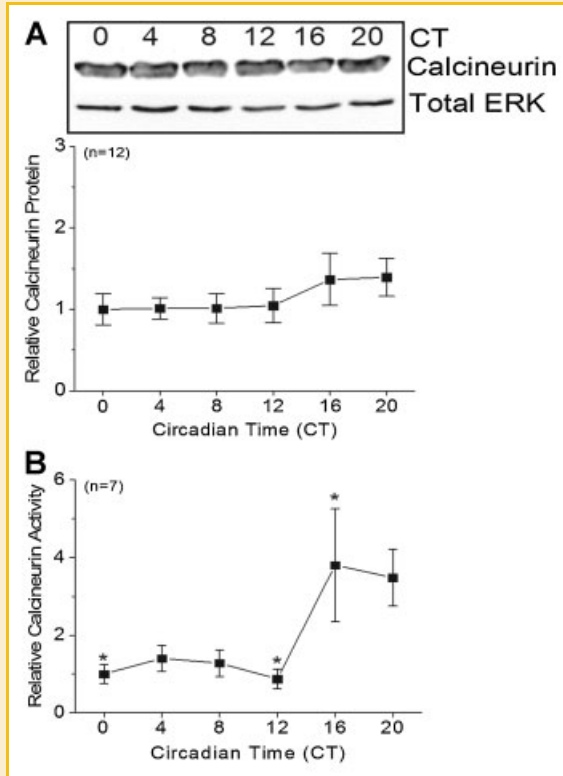 A
0 4 8 12 16 20 CT
Calcineurin
Total ERK
(n=12)
3
2
1
0
Relative Calcineurin Protein
0 4 8 12 16 20
Circadian Time (CT)
B
(n=7)
6
4
2
0
Relative Calcineurin Activity
*
*
*
0 4 8 12 16 20
Circadian Time (CT)